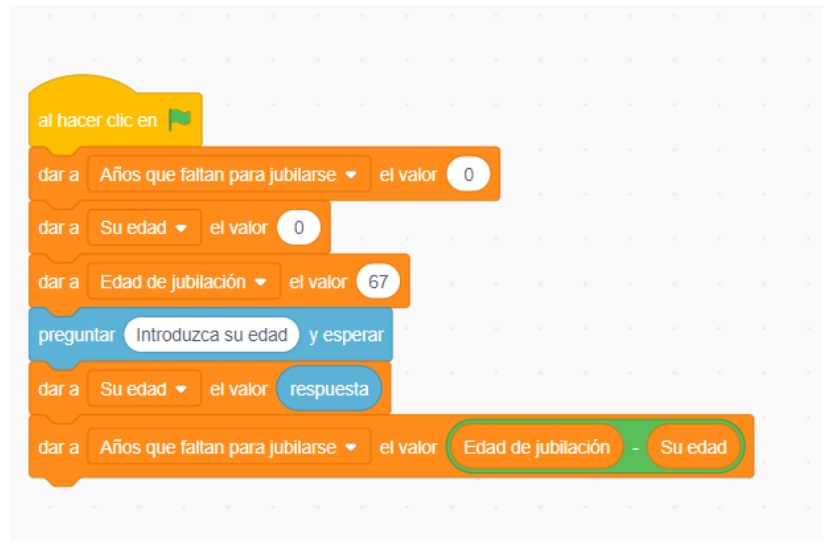 al hacer clic en
dar a Años que faltan para jubilarse el valor 0
dar a Su edad el valor 0
dar a Edad de jubilación el valor 67
preguntar Introduzca su edad y esperar
dar a Su edad el valor respuesta
dar a Años que faltan para jubilarse el valor Edad de jubilación - Su edad